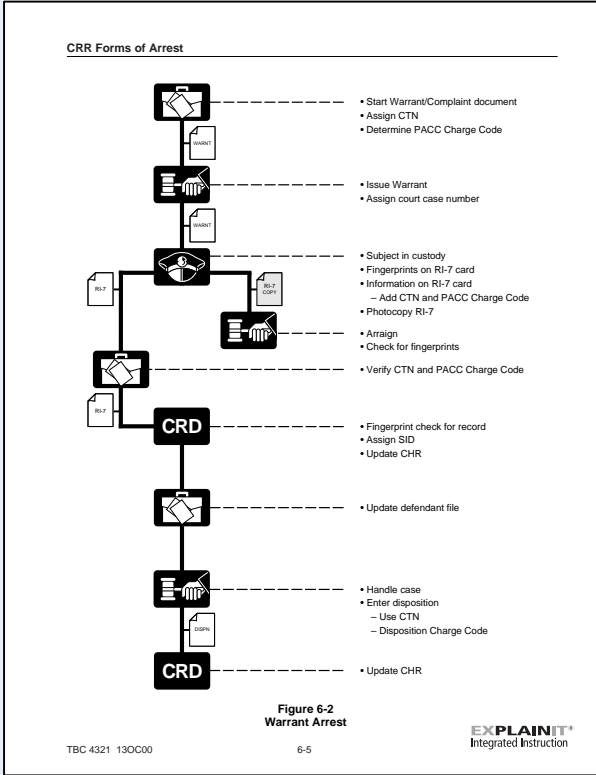 CRR Forms of Arrest
• Start Warrant/Complaint document
• Assign CTN
• Determine PACC Charge Code
WARNT
• Issue Warrant
• Assign court case number
WARNT
• Subject in custody
• Fingerprints on RI-7 card
• Information on RI-7 card
– Add CTN and PACC Charge Code
• Photocopy RI-7
RI-7
RI-7
COPY
• Arraign
• Check for fingerprints
• Verify CTN and PACC Charge Code
RI-7
CRD
• Fingerprint check for record
• Assign SID
• Update CHR
• Update defendant file
• Handle case
• Enter disposition
– Use CTN
– Disposition Charge Code
DISPN
CRD
• Update CHR
Figure 6-2
Warrant Arrest
TBC 4321 13OC00
6-5
EXPLAINIT®
Integrated Instruction